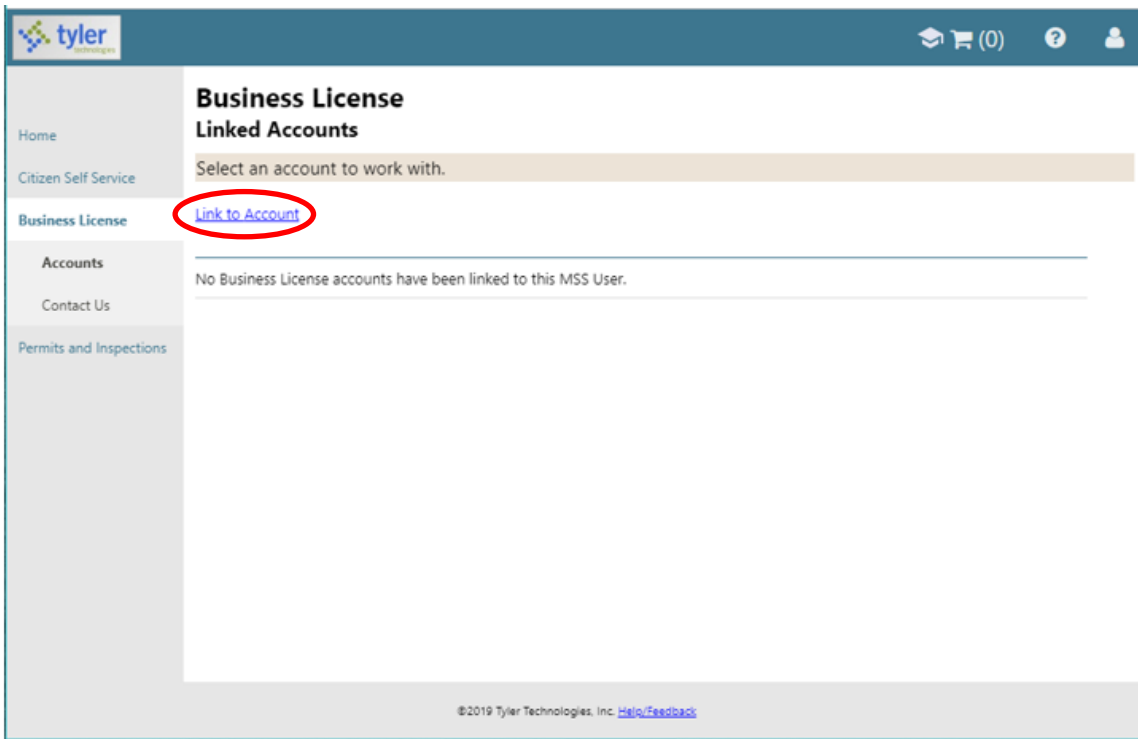 tyler
technologies
(0)
Business License
Linked Accounts
Home
Citizen Self Service
Business License
Accounts
Contact Us
Permits and Inspections
Select an account to work with.
Link to Account
No Business License accounts have been linked to this MSS User.
©2019 Tyler Technologies, Inc. Help/Feedback